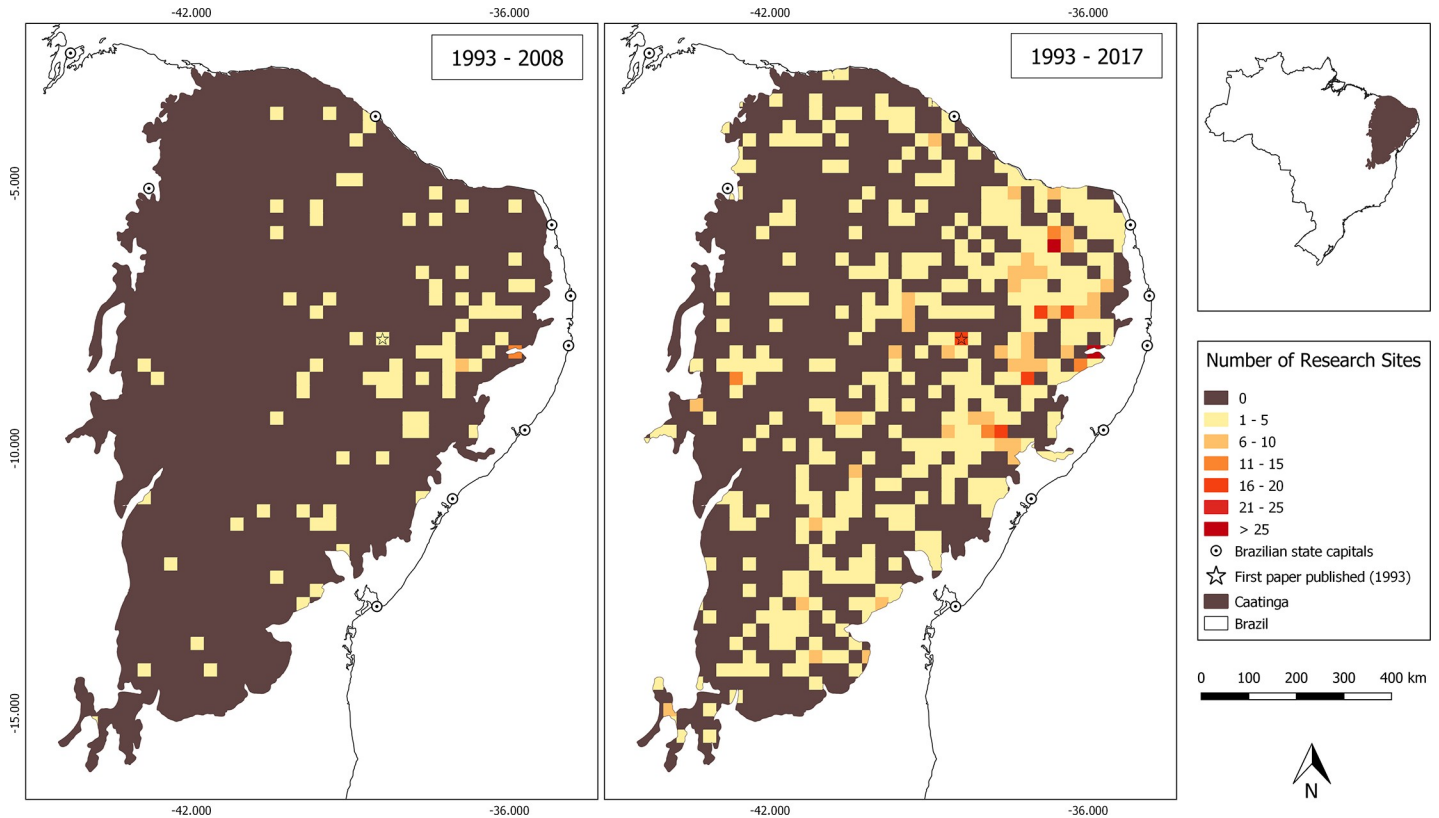 -42.000
-36.000
-42.000
-36.000
1993 - 2008
1993 - 2017
-5.000
-10.000
-15.000
Number of Research Sites
0
1 - 5
6 - 10
11 - 15
16 - 20
21 - 25
> 25
Brazilian state capitals
First paper published (1993)
Caatinga
Brazil
0 100 200 300 400 km
N
-42.000
-36.000
-42.000
-36.000